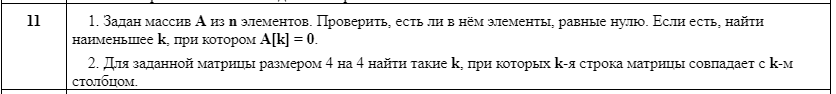 11
1. Задан массив A из n элементов. Проверить, есть ли в нём элементы, равные нулю. Если есть, найти
наименьшее k, при котором A[k] = 0.
2. Для заданной матрицы размером 4 на 4 найти такие k, при которых k-я строка матрицы совпадает с k-м
столбцом.